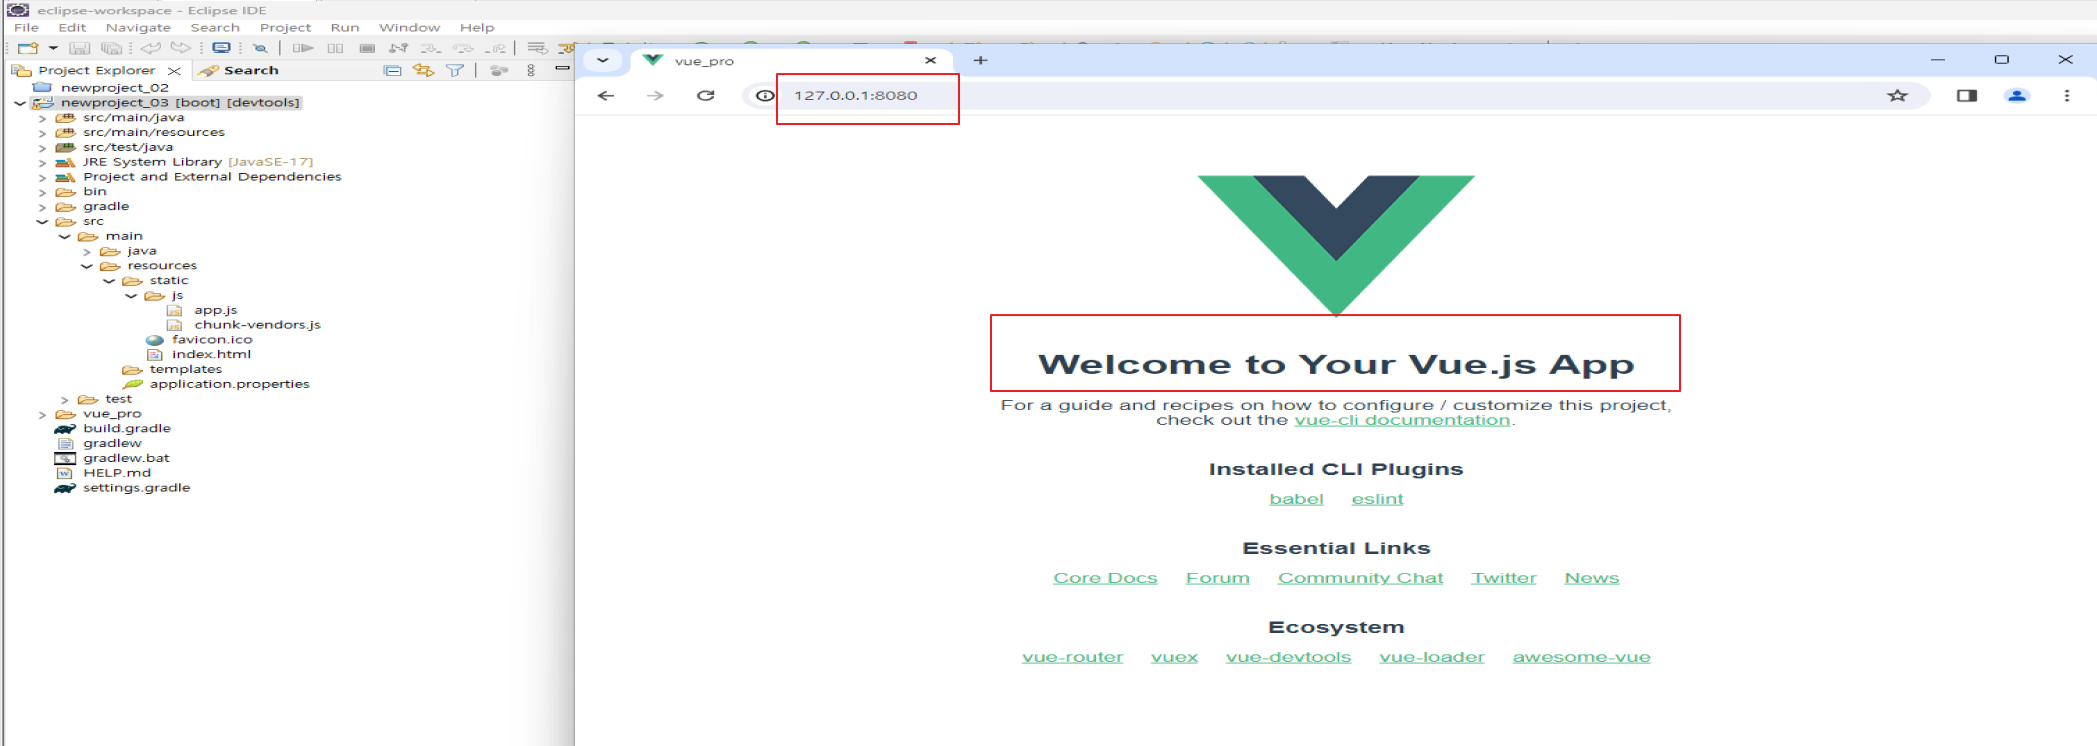 eclipse-workspace - Eclipse IDE
File Edit Navigate Search Project Run Window Help
Project Explorer
Search
newproject_02
newproject_03 [boot] [devtools]
src/main/java
src/main/resources
src/test/java
JRE System Library [JavaSE-17]
Project and External Dependencies
bin
gradle
src
main
java
resources
static
js
app.js
chunk-vendors.js
favicon.ico
index.html
templates
application.properties
test
vue_pro
build.gradle
gradlew
gradlew.bat
HELP.md
settings.gradle
vue_pro
127.0.0.1:8080
Welcome to Your Vue.js App
For a guide and recipes on how to configure / customize this project,
check out the vue-cli documentation.
Installed CLI Plugins
babel eslint
Essential Links
Core Docs Forum Community Chat Twitter News
Ecosystem
vue-router vuex vue-devtools vue-loader awesome-vue